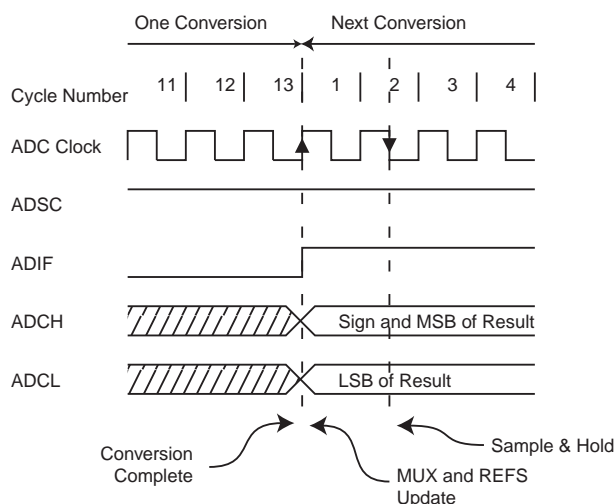 One Conversion Next Conversion
Cycle Number 11 12 13 1 2 3 4
ADC Clock
ADSC
ADIF
ADCH Sign and MSB of Result
ADCL LSB of Result
Conversion
Complete
MUX and REFS
Update
Sample & Hold